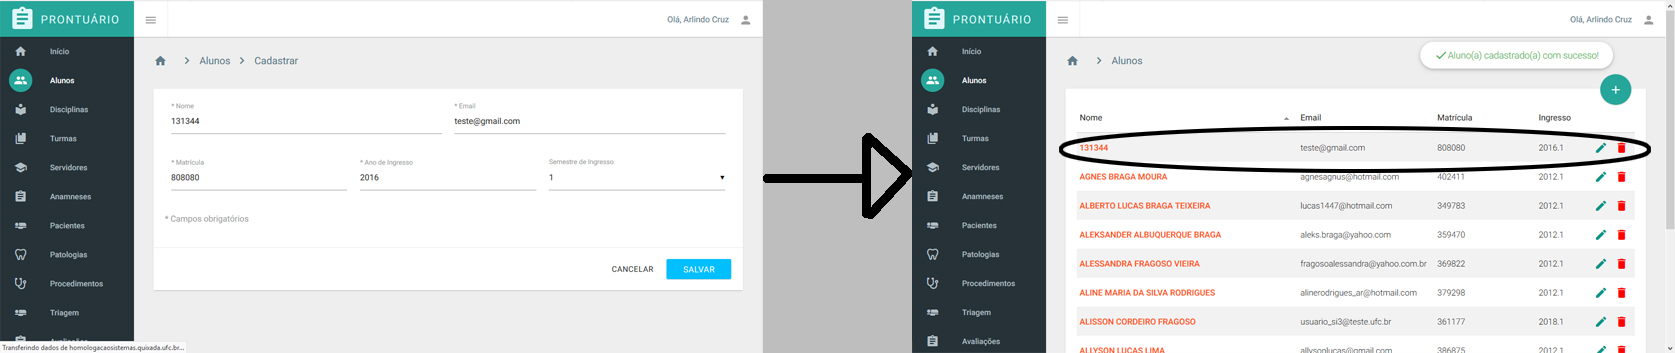 PRONTUÁRIO
Olá, Arlindo Cruz
Início
Alunos
Disciplinas
Turmas
Servidores
Anamneses
Pacientes
Patologias
Procedimentos
Triagem
Avaliações
Transferindo dados de homologacaosistemas.quixada.ufc.br...
Alunos > Cadastrar
* Nome
131344
* Email
teste@gmail.com
* Matrícula
808080
* Ano de Ingresso
2016
Semestre de Ingresso
1
* Campos obrigatórios
CANCELAR SALVAR
PRONTUÁRIO
Olá, Arlindo Cruz
Início
Alunos
Disciplinas
Turmas
Servidores
Anamneses
Pacientes
Patologias
Procedimentos
Triagem
Avaliações
Alunos
Aluno(a) cadastrado(a) com sucesso!
+
Nome Email Matrícula Ingresso
131344 teste@gmail.com 808080 2016.1
AGNES BRAGA MOURA agnesagnus@hotmail.com 402411 2012.1
ALBERTO LUCAS BRAGA TEIXEIRA lucas1447@hotmail.com 349783 2012.1
ALEKSANDER ALBUQUERQUE BRAGA aleks.braga@yahoo.com 359470 2012.1
ALESSANDRA FRAGOSO VIEIRA fragosoalessandra@yahoo.com.br 369822 2012.1
ALINE MARIA DA SILVA RODRIGUES alinerodrigues_ar@hotmail.com 379298 2012.1
ALISSON CORDEIRO FRAGOSO usuario_si3@teste.ufc.br 361177 2018.1
ALLYSON LUCAS LIMA allysonlucas@gmail.com 386875 2012.1